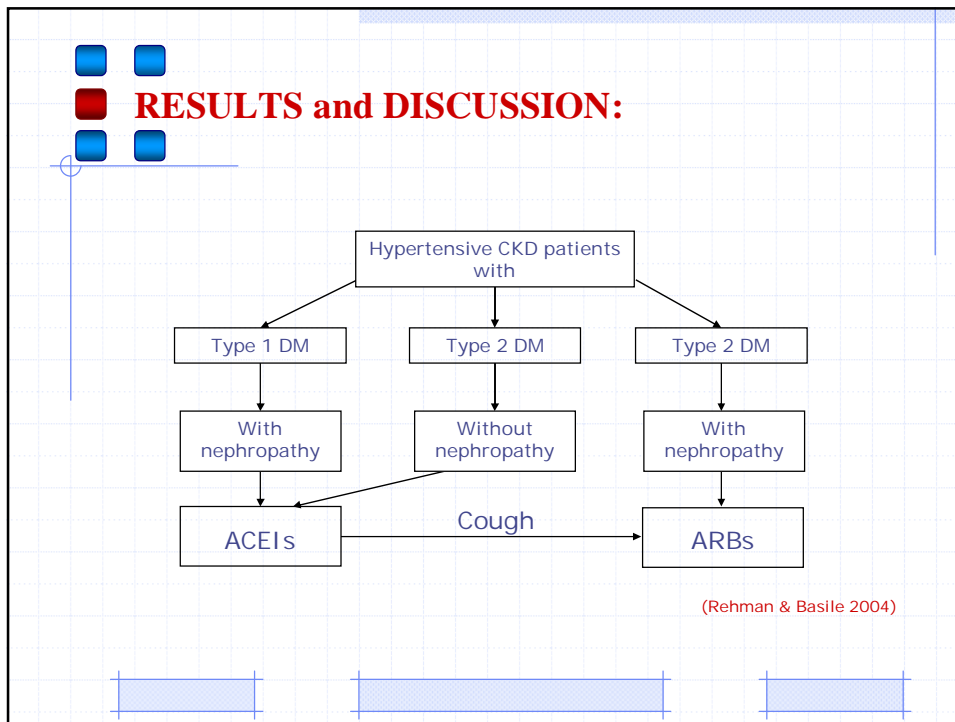 RESULTS and DISCUSSION:
Hypertensive CKD patients
with
Type 1 DM
Type 2 DM
Type 2 DM
With
nephropathy
Without
nephropathy
With
nephropathy
ACEIs
Cough
ARBs
(Rehman & Basile 2004)